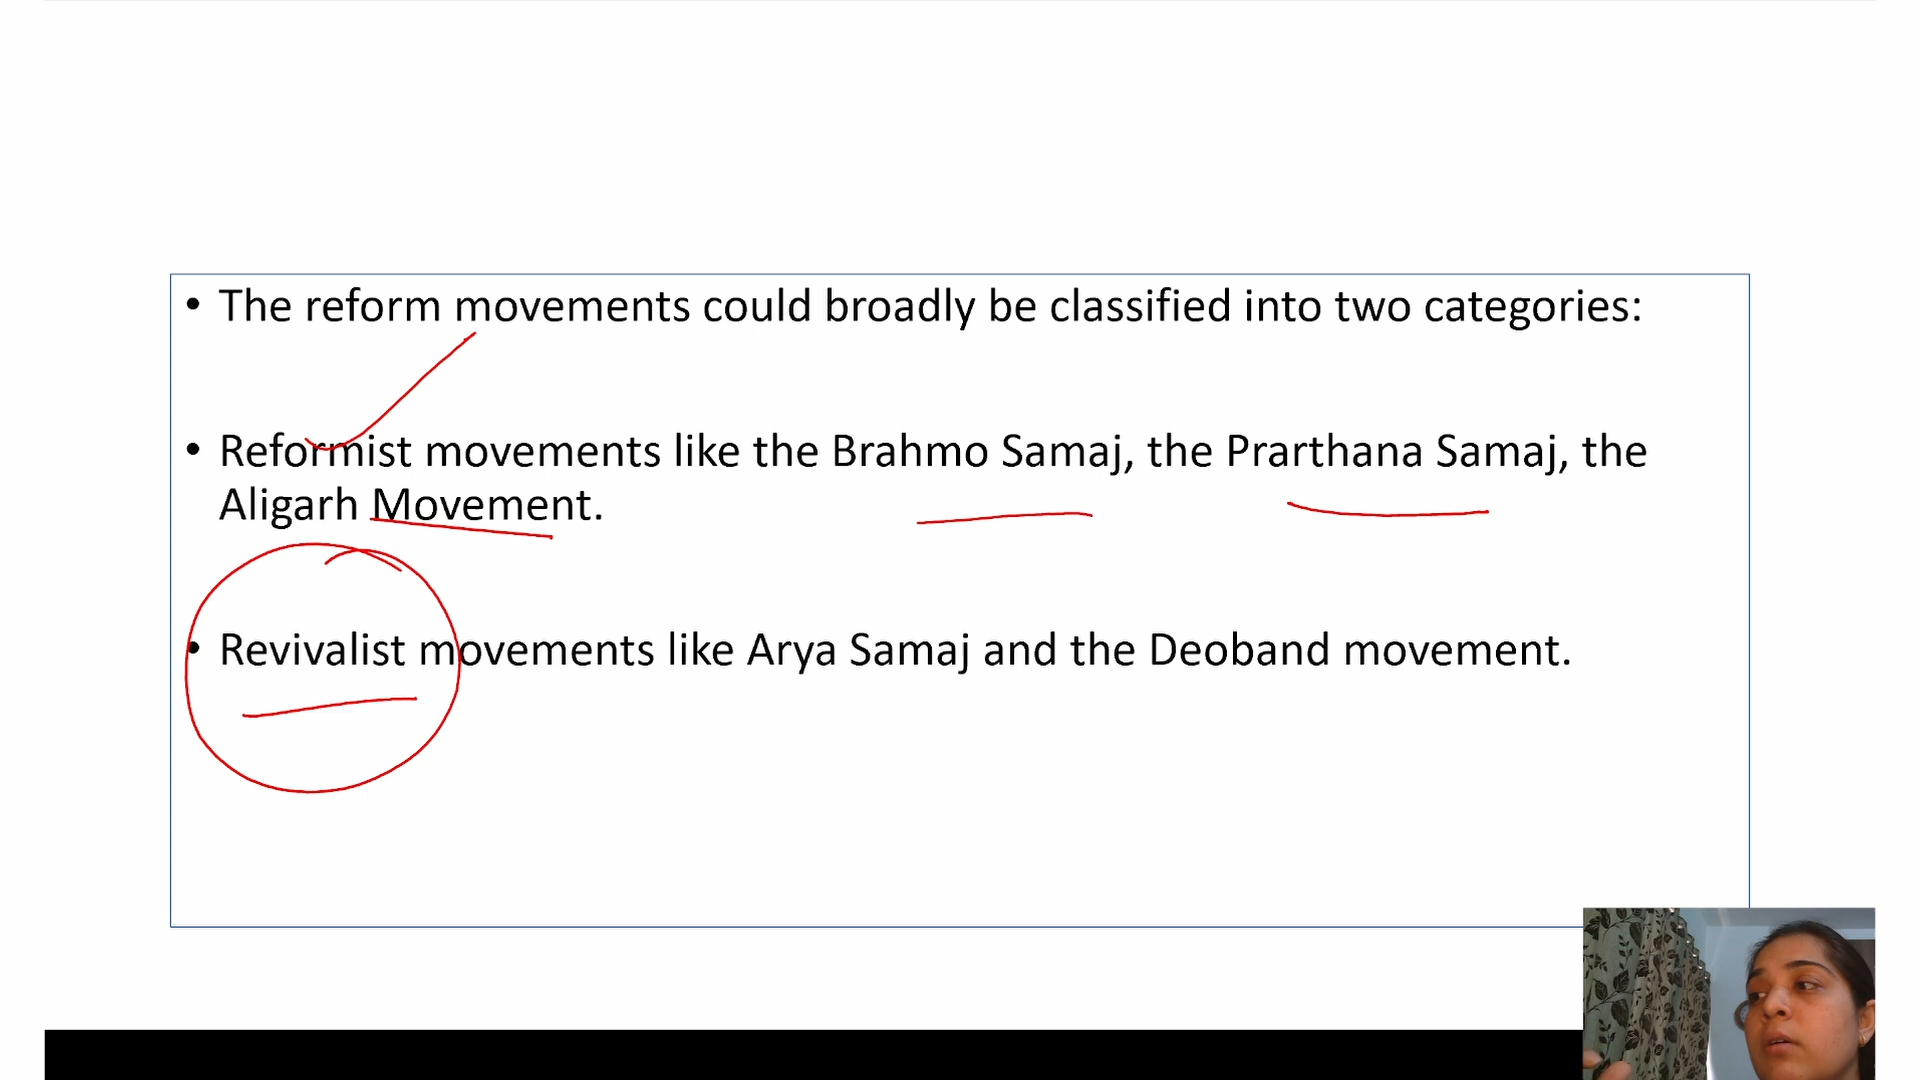 • The reform movements could broadly be classified into two categories:
• Reformist movements like the Brahmo Samaj, the Prarthana Samaj, the
Aligarh Movement.
• Revivalist movements like Arya Samaj and the Deoband movement.